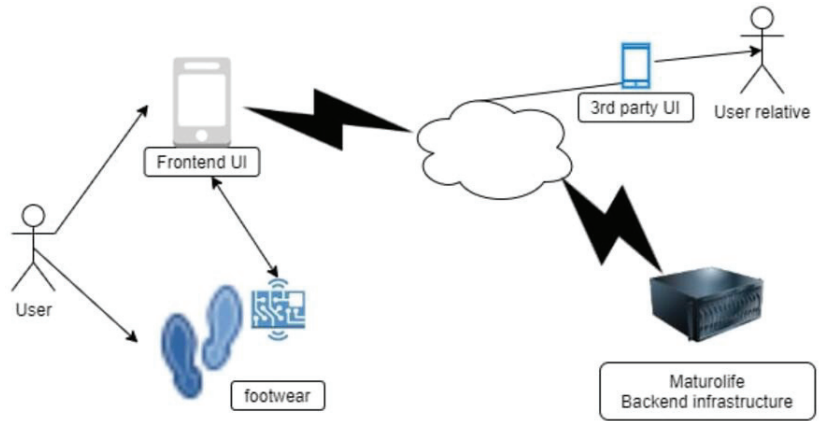 3rd party UI
User relative
Frontend UI
User
footwear
Maturolife
Backend infrastructure